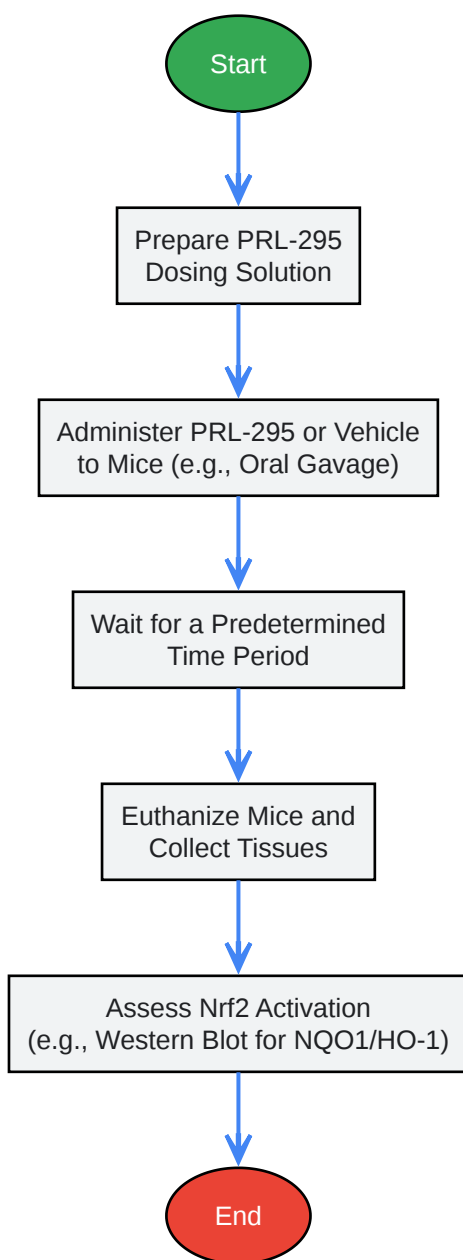 Start
Prepare PRL-295
Dosing Solution
Administer PRL-295 or Vehicle
to Mice (e.g., Oral Gavage)
Wait for a Predetermined
Time Period
Euthanize Mice and
Collect Tissues
Assess Nrf2 Activation
(e.g., Western Blot for NQO1/HO-1)
End